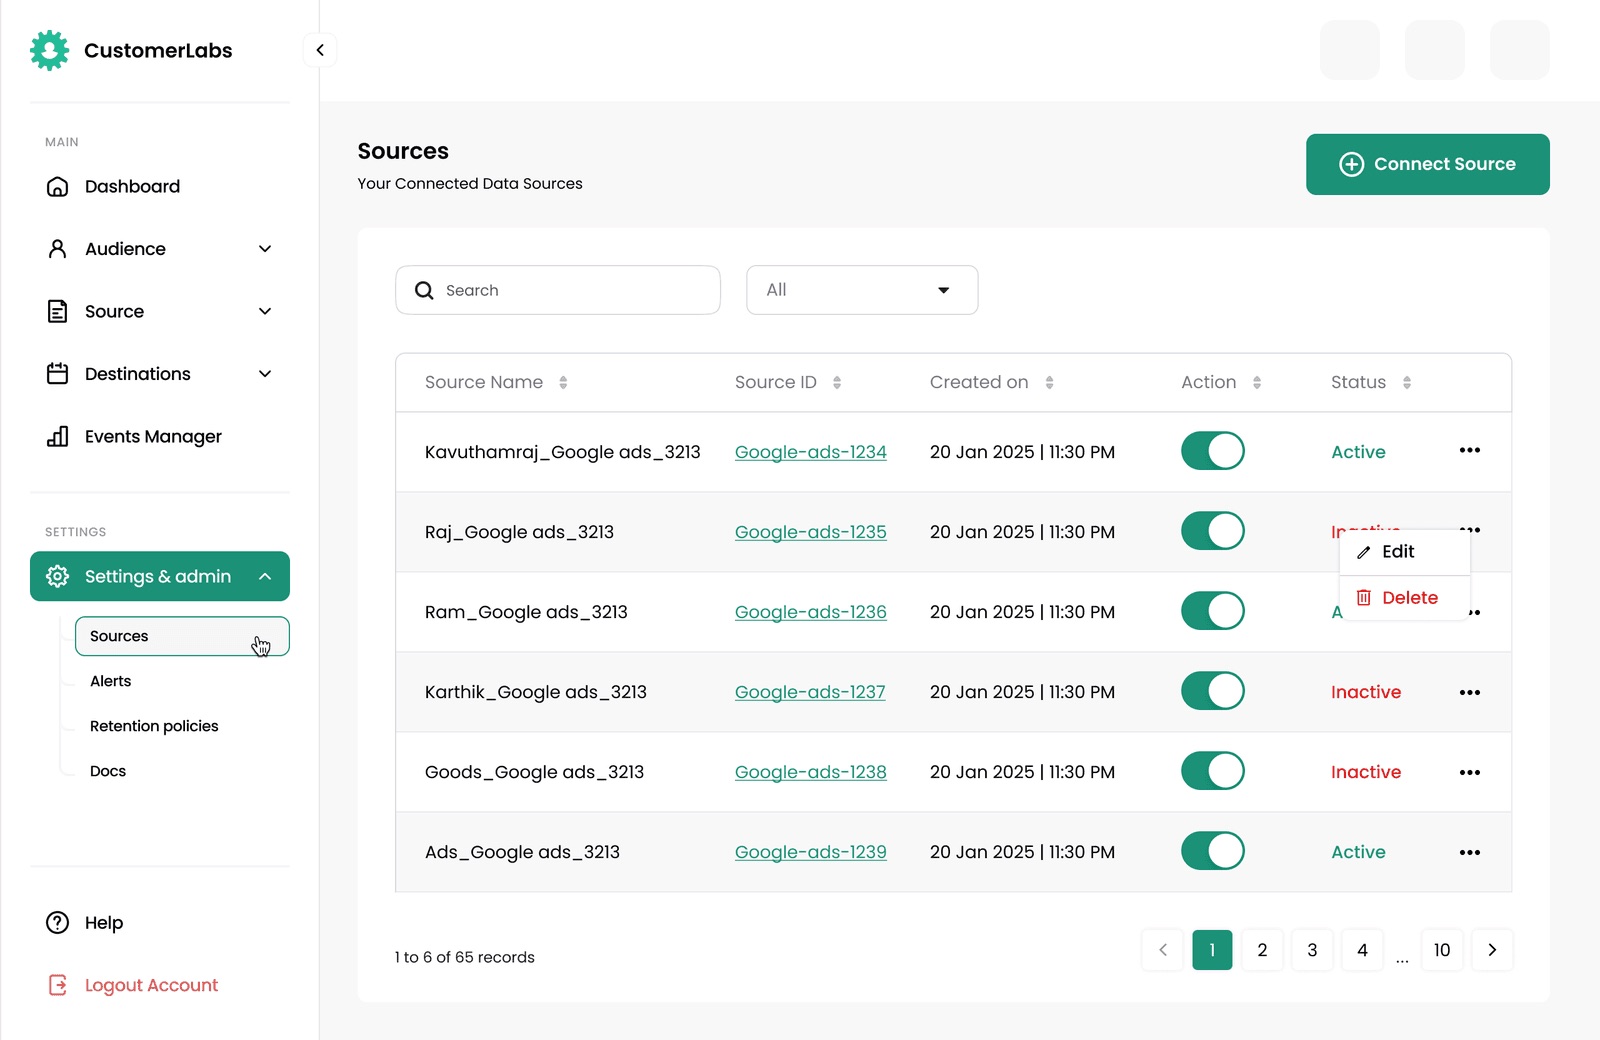 CustomerLabs
MAIN
Dashboard
Audience
Source
Destinations
Events Manager
SETTINGS
Settings & admin
Sources
Alerts
Retention policies
Docs
Help
Logout Account
Sources
Your Connected Data Sources
Connect Source
Search
All
Source Name Source ID Created on Action Status
Kavuthamraj_Google ads_3213 Google-ads-1234 20 Jan 2025 | 11:30 PM Active
Raj_Google ads_3213 Google-ads-1235 20 Jan 2025 | 11:30 PM Inactive
Edit
Delete
Ram_Google ads_3213 Google-ads-1236 20 Jan 2025 | 11:30 PM
Karthik_Google ads_3213 Google-ads-1237 20 Jan 2025 | 11:30 PM Inactive
Goods_Google ads_3213 Google-ads-1238 20 Jan 2025 | 11:30 PM Inactive
Ads_Google ads_3213 Google-ads-1239 20 Jan 2025 | 11:30 PM Active
1 to 6 of 65 records
1 2 3 4 ... 10